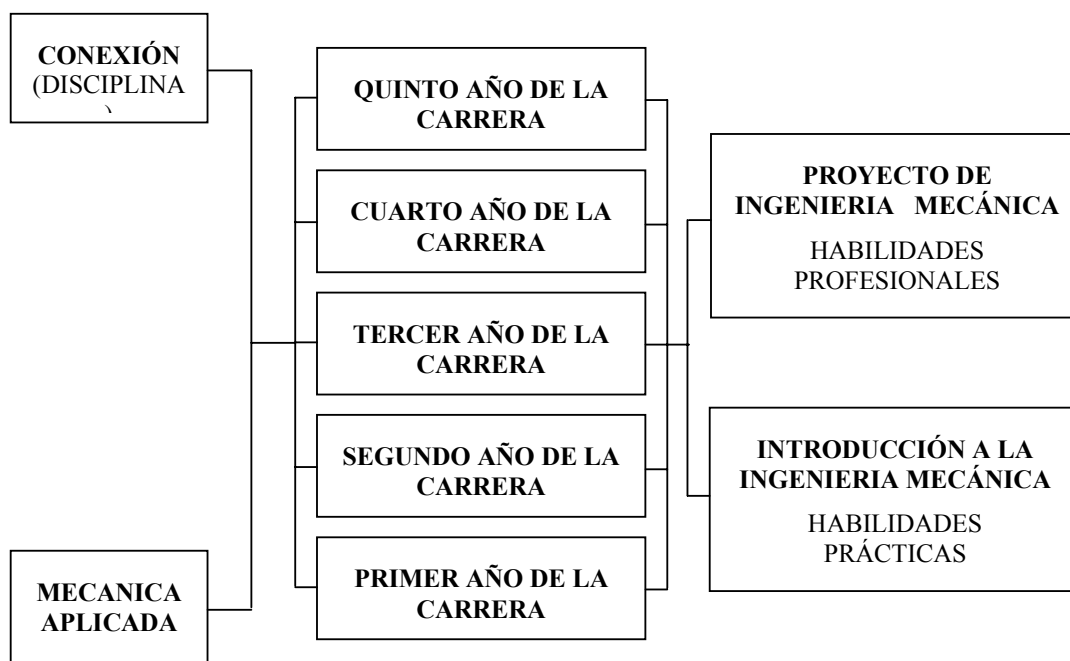 CONEXIÓN
(DISCIPLINA
)
MECANICA
APLICADA
QUINTO AÑO DE LA
CARRERA
CUARTO AÑO DE LA
CARRERA
TERCER AÑO DE LA
CARRERA
SEGUNDO AÑO DE LA
CARRERA
PRIMER AÑO DE LA
CARRERA
PROYECTO DE
INGENIERIA MECÁNICA
HABILIDADES
PROFESIONALES
INTRODUCCIÓN A LA
INGENIERIA MECÁNICA
HABILIDADES
PRÁCTICAS